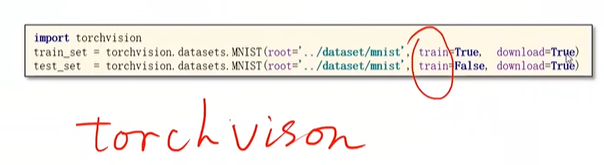 import torchvision
train_set = torchvision.datasets.MNIST(root='../dataset/mnist', train=True, download=True)
test_set = torchvision.datasets.MNIST(root='../dataset/mnist', train=False, download=True)
torchvison